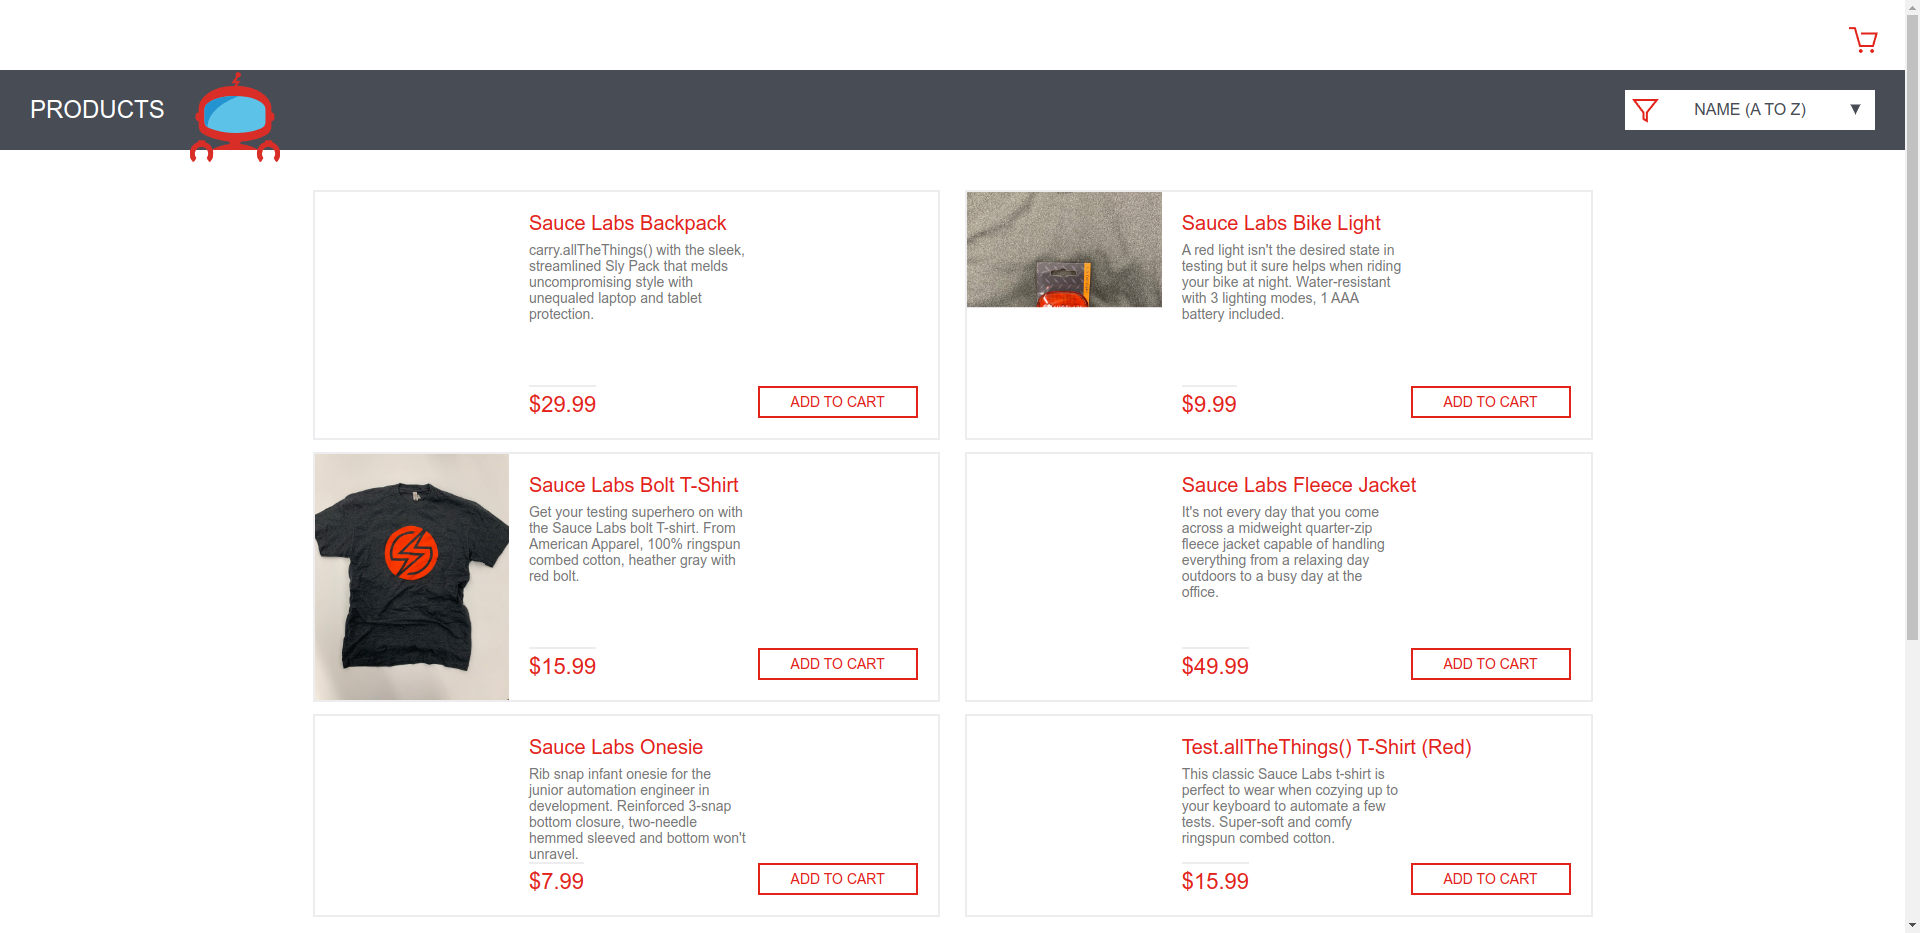 PRODUCTS
NAME (A TO Z)
Sauce Labs Backpack
carry.allTheThings() with the sleek,
streamlined Sly Pack that melds
uncompromising style with
unequaled laptop and tablet
protection.
$29.99
ADD TO CART
Sauce Labs Bike Light
A red light isn't the desired state in
testing but it sure helps when riding
your bike at night. Water-resistant
with 3 lighting modes, 1 AAA
battery included.
$9.99
ADD TO CART
Sauce Labs Bolt T-Shirt
Get your testing superhero on with
the Sauce Labs bolt T-shirt. From
American Apparel, 100% ringspun
combed cotton, heather gray with
red bolt.
$15.99
ADD TO CART
Sauce Labs Fleece Jacket
It's not every day that you come
across a midweight quarter-zip
fleece jacket capable of handling
everything from a relaxing day
outdoors to a busy day at the
office.
$49.99
ADD TO CART
Sauce Labs Onesie
Rib snap infant onesie for the
junior automation engineer in
development. Reinforced 3-snap
bottom closure, two-needle
hemmed sleeved and bottom won't
unravel.
$7.99
ADD TO CART
Test.allTheThings() T-Shirt (Red)
This classic Sauce Labs t-shirt is
perfect to wear when cozying up to
your keyboard to automate a few
tests. Super-soft and comfy
ringspun combed cotton.
$15.99
ADD TO CART